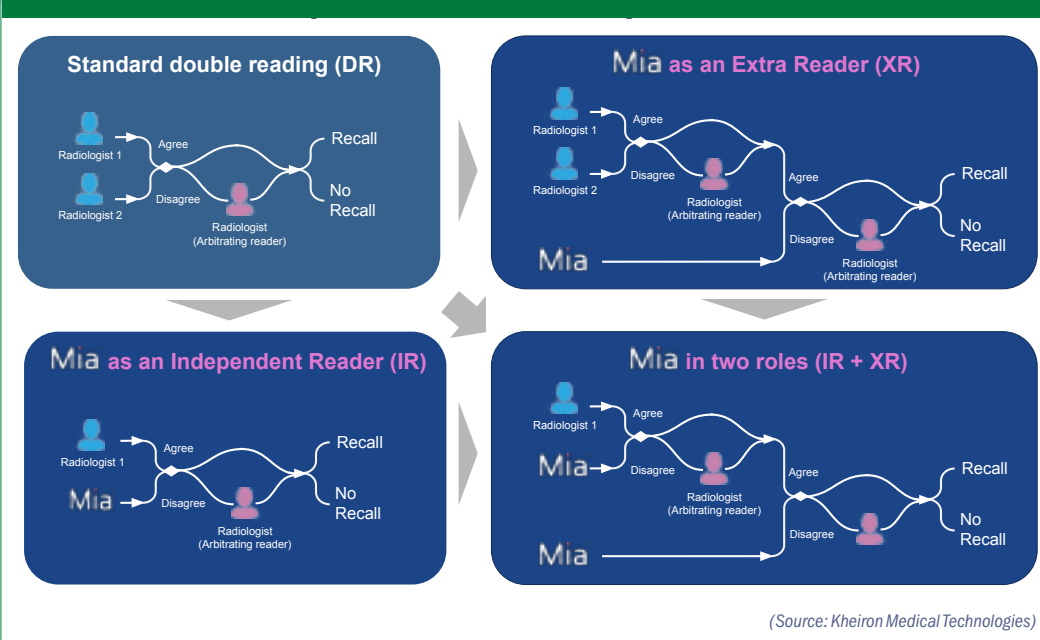 Standard double reading (DR)
Radiologist 1
Agree
Recall
Radiologist 2
Disagree
No
Recall
Radiologist
(Arbitrating reader)
Mia as an Extra Reader (XR)
Radiologist 1
Agree
Radiologist 2
Disagree
Radiologist
(Arbitrating reader)
Agree
Recall
Disagree
No
Recall
Radiologist
(Arbitrating reader)
Mia
Mia as an Independent Reader (IR)
Radiologist 1
Agree
Recall
Mia
Disagree
No
Recall
Radiologist
(Arbitrating reader)
Mia in two roles (IR + XR)
Radiologist 1
Agree
Mia
Disagree
Radiologist
(Arbitrating reader)
Agree
Recall
Disagree
No
Recall
Mia
(Source: Kheiron Medical Technologies)